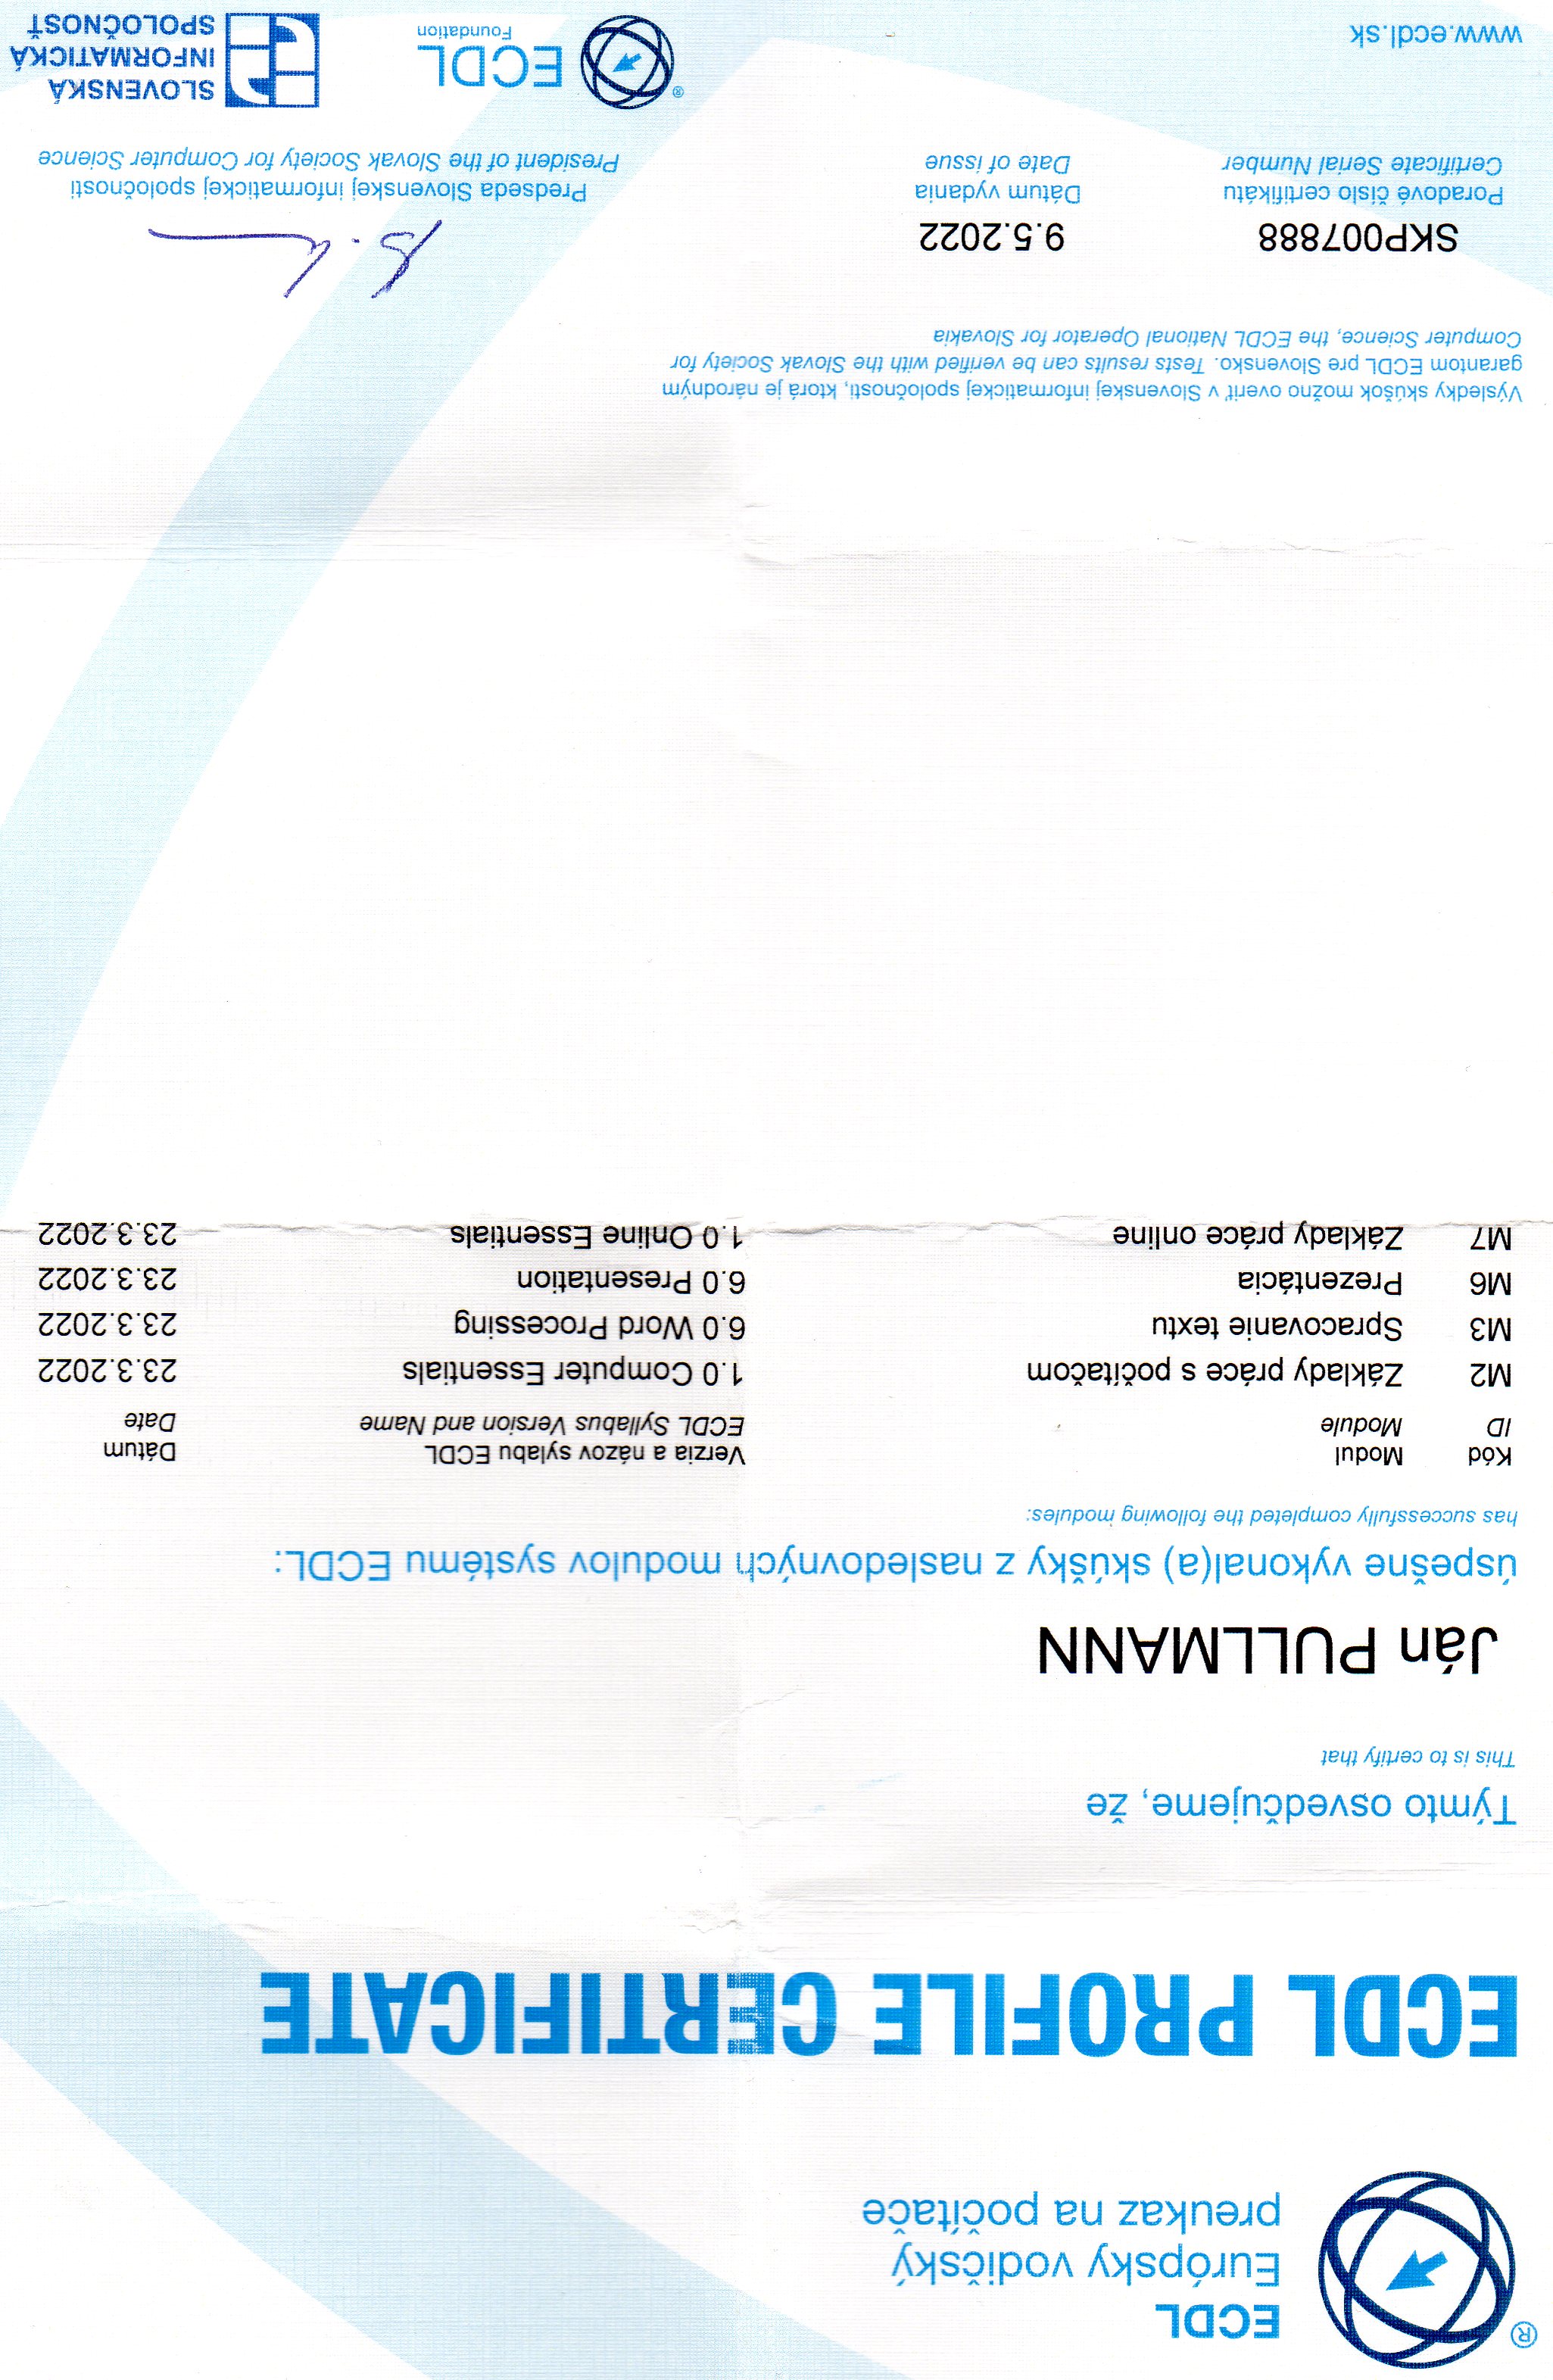 ®
ECDL
Európsky vodičský
preukaz na počítače
ECDL PROFILE CERTIFICATE
Týmto osvedčujeme, že
This is to certify that
Ján PULLMANN
úspešne vykonal(a) skúšky z nasledovných modulov systému ECDL:
has successfully completed the following modules:
Kód Modul Verzia a názov sylabu ECDL Dátum
ID Module ECDL Syllabus Version and Name Date
M2 Základy práce s počítačom 1.0 Computer Essentials 23.3.2022
M3 Spracovanie textu 6.0 Word Processing 23.3.2022
M6 Prezentácia 6.0 Presentation 23.3.2022
M7 Základy práce online 1.0 Online Essentials 23.3.2022
Výsledky skúšok možno overiť v Slovenskej informatickej spoločnosti, ktorá je národným
garantom ECDL pre Slovensko. Tests results can be verified with the Slovak Society for
Computer Science, the ECDL National Operator for Slovakia
SKP007888 9.5.2022
Poradové číslo certifikátu Dátum vydania Predseda Slovenskej informatickej spoločnosti
Certificate Serial Number Date of issue President of the Slovak Society for Computer Science
www.ecdl.sk
®
ECDL
Foundation
SLOVENSKÁ
INFORMATICKÁ
SPOLOČNOSŤ